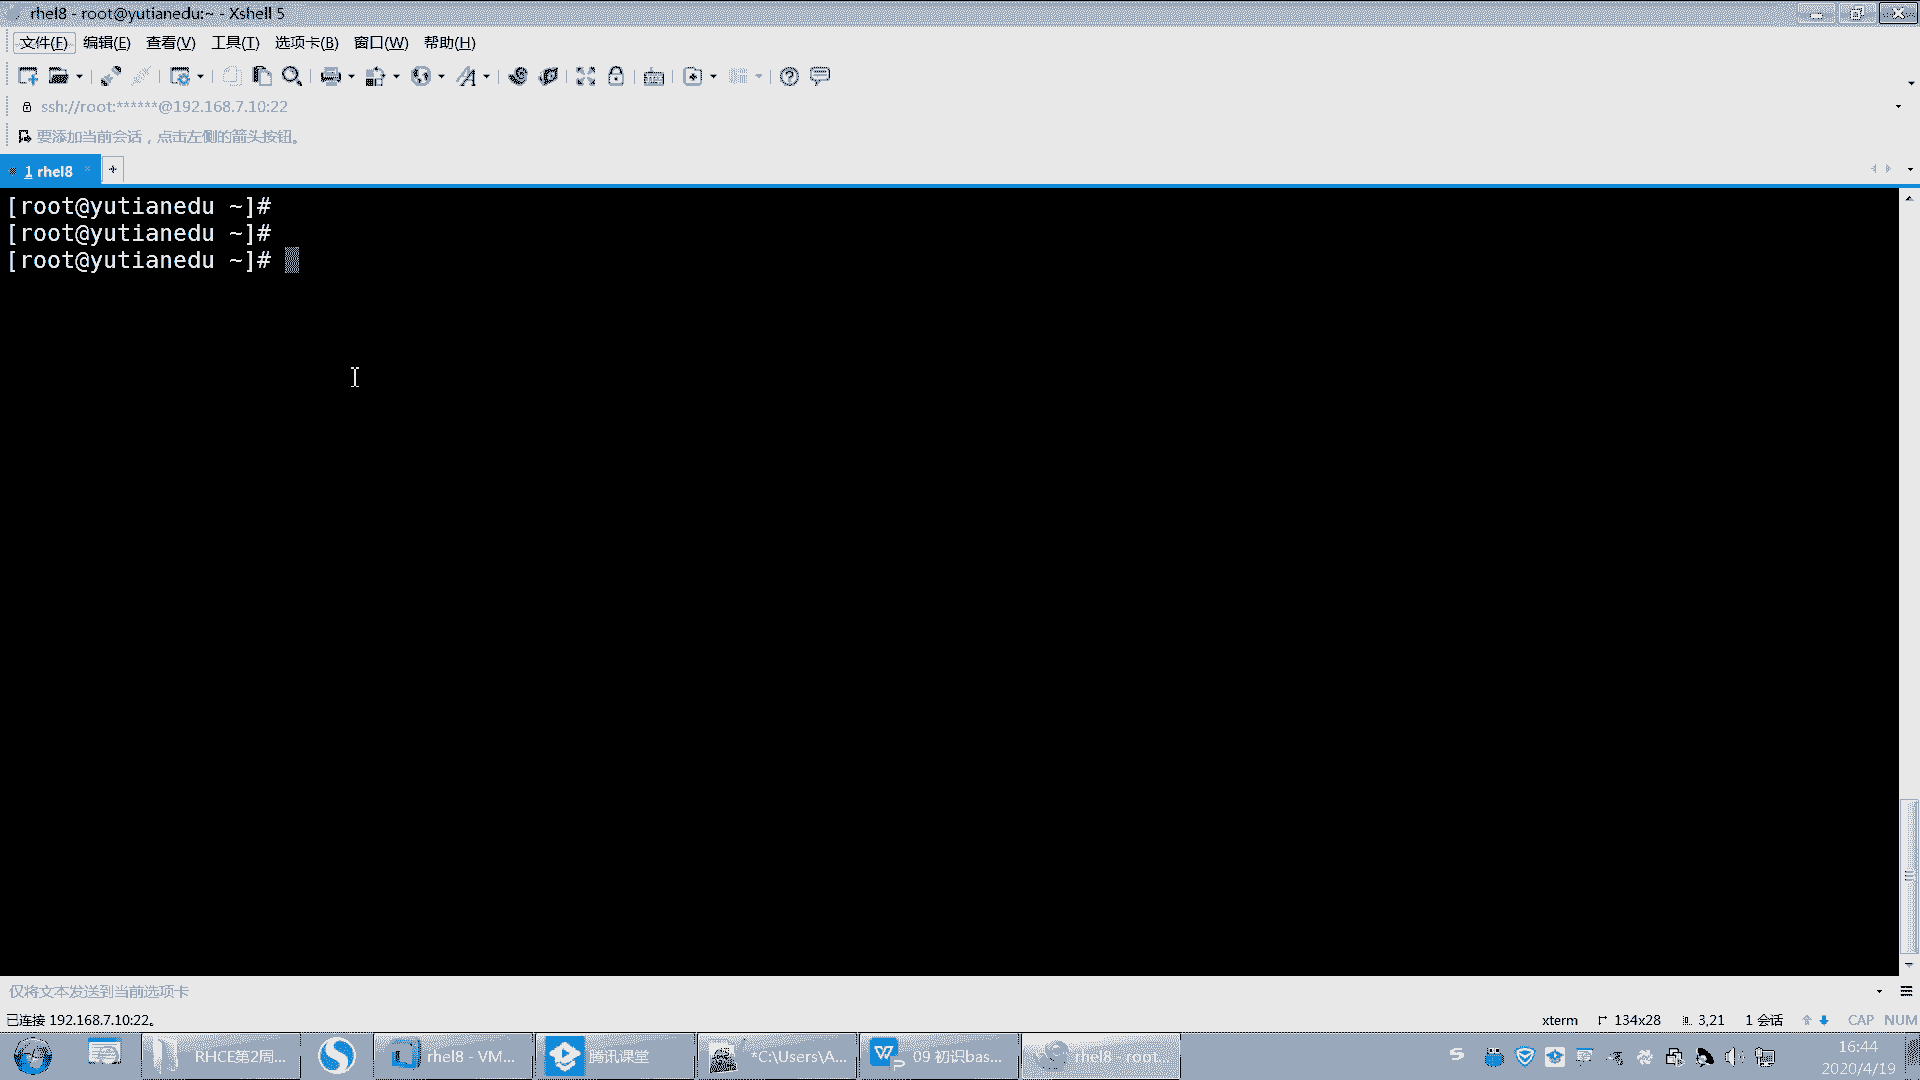 rhel8 - root@yutianedu:~ - Xshell 5
文件(F) 编辑(E) 查看(V) 工具(T) 选项卡(B) 窗口(W) 帮助(H)
ssh://root:******@192.168.7.10:22
要添加当前会话，点击左侧的箭头按钮。
1 rhel8
[root@yutianedu ~]#
[root@yutianedu ~]#
[root@yutianedu ~]#
仅将文本发送到当前选项卡
已连接 192.168.7.10:22。 xterm 134x28 3,21 1 会话 CAP NUM
RHCE第2周... rhel8 - VM... 腾讯课堂 *C:\Users\A... 09 初识bas... rhel8 - root... 16:44
2020/4/19